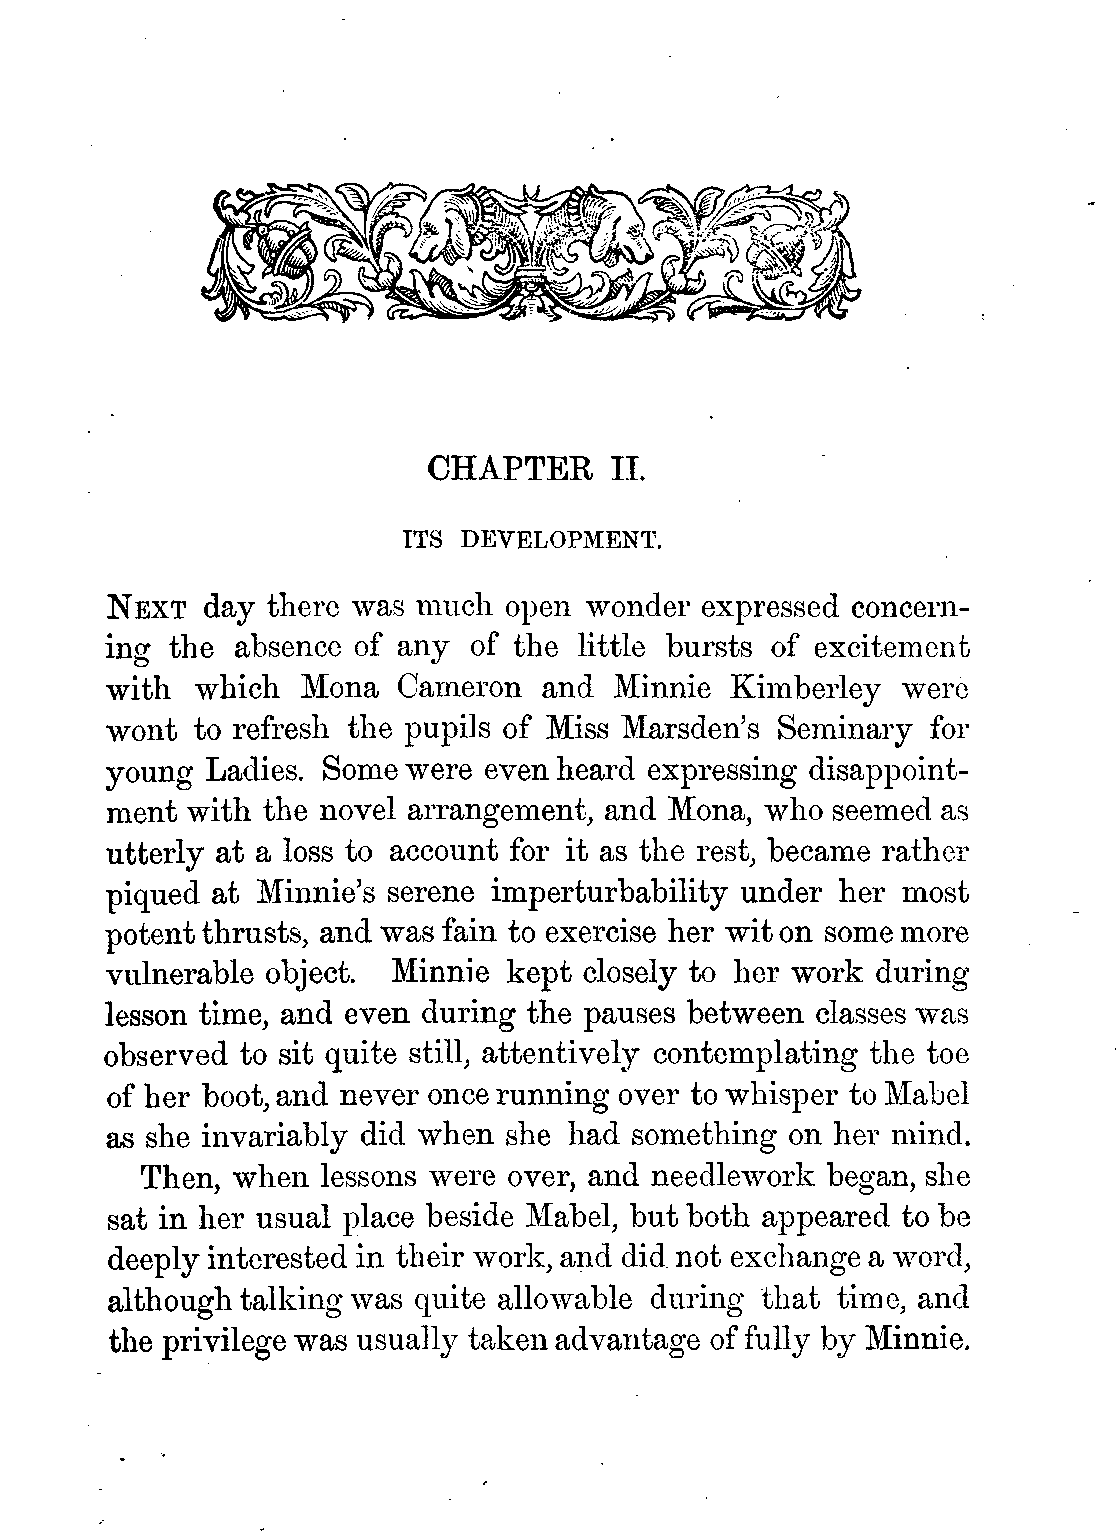 CHAPTER II.
ITS DEVELOPMENT.
NEXT day there was much open wonder expressed concern-
ing the absence of any of the little bursts of excitement
with which Mona Cameron and Minnie Kimberley were
wont to refresh the pupils of Miss Marsden's Seminary for
young Ladies. Some were even heard expressing disappoint-
ment with the novel arrangement, and Mona, who seemed as
utterly at a loss to account for it as the rest, became rather
piqued at Minnie's serene imperturbability under her most
potent thrusts, and was fain to exercise her wit on some more
vulnerable object. Minnie kept closely to her work during
lesson time, and even during the pauses between classes was
observed to sit quite still, attentively contemplating the toe
of her boot, and never once running over to whisper to Mabel
as she invariably did when she had something on her mind.
Then, when lessons were over, and needlework began, she
sat in her usual place beside Mabel, but both appeared to be
deeply interested in their work, and did not exchange a word,
although talking was quite allowable during that time, and
the privilege was usually taken advantage of fully by Minnie.